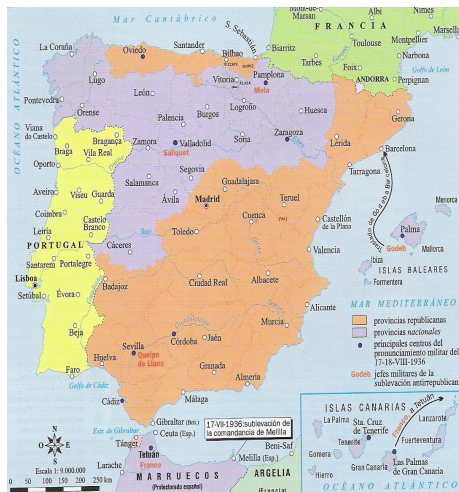 Mar Cantábrico
OCÉANO ATLÁNTICO
FRANCIA
Mont-de-Marsan
Albi
Nimes
Toulouse
Montpellier
Marsella
Biarritz
Tarbes
Foix
Narbona
Golfo de León
Perpignan
ANDORRA
La Coruña
Lugo
Oviedo
Santander
Bilbao
S. Sebastián
Vitoria
Pamplona
Mola
Pontevedra
Orense
León
Burgos
Logroño
Huesca
Gerona
Palencia
Viana do Castelo
Bragança
Braga
Vila Real
Zamora
Valladolid
Saliquet
Soria
Zaragoza
Lérida
Barcelona
Oporto
Segovia
Tarragona
Salamanca
Guadalajara
Aveiro
Viseu
Guarda
Ávila
Madrid
Teruel
Menorca
Coimbra
Castelo Branco
Cuenca
Castellón de la Plana
Palma
Leiria
Toledo
Godeb
Mallorca
PORTUGAL
Cáceres
Valencia
Ibiza
ISLAS BALEARES
Santarem
Portalegre
Formentera
Lisboa
Badajoz
Ciudad Real
Albacete
MAR MEDITERRÁNEO
Setúbal
Évora
Alicante
Beja
Murcia
Córdoba
Jaén
Sevilla
Queipo de Llano
Huelva
Granada
Almería
Faro
Golfo de Cádiz
Málaga
Cádiz
provincias republicanas
provincias nacionales
principales centros del pronunciamiento militar del 17-18-VII-1936
Godeb
jefes militares de la sublevación antirrepublican
Gibraltar (Brit.)
Estr. de Gibraltar
Ceuta (Esp.)
17-VII-1936:sublevación de
la comandancia de Melilla
Tánger
Tetuán
Franco
Melilla (Esp.)
Beni-Saf
Larache
MARRUECOS
(Protectorado español)
ARGELIA
N
O
E
S
Escala 1: 9.000.000
0 50 100 150 200 250 km
ISLAS CANARIAS
Franco, a Tetuán
La Palma
Sta. Cruz de Tenerife
Lanzarote
Tenerife
Fuerteventura
Gomera
Hierro
Gran Canaria
Las Palmas de Gran Canaria
OCÉANO ATLÁNTICO